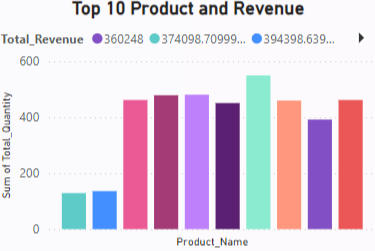 Top 10 Product and Revenue
Total_Revenue 360248 374098.70999... 394398.639...
600
400
200
0
Sum of Total_Quantity
Product_Name